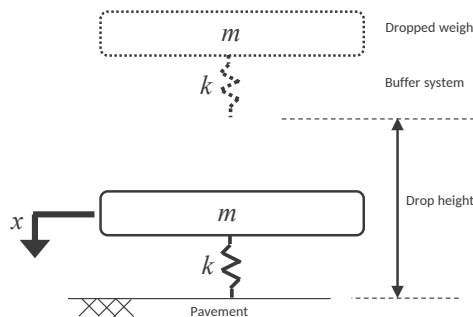 m
Dropped weigh
k
Buffer system
x
m
Drop height
k
Pavement